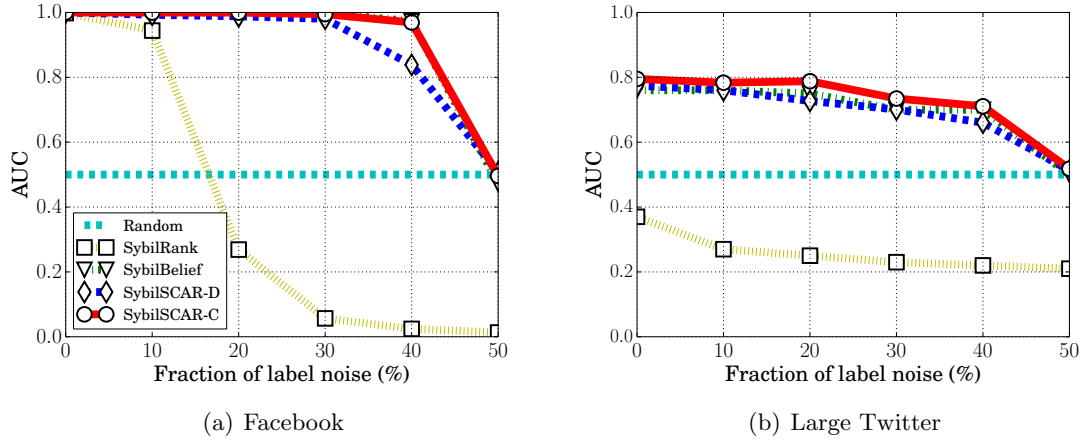 1.0
0.8
0.6
0.4
0.2
0.0
AUC
Random
SybilRank
SybilBelief
SybilSCAR-D
SybilSCAR-C
0 10 20 30 40 50
Fraction of label noise (%)
(a) Facebook
1.0
0.8
0.6
0.4
0.2
0.0
AUC
0 10 20 30 40 50
Fraction of label noise (%)
(b) Large Twitter